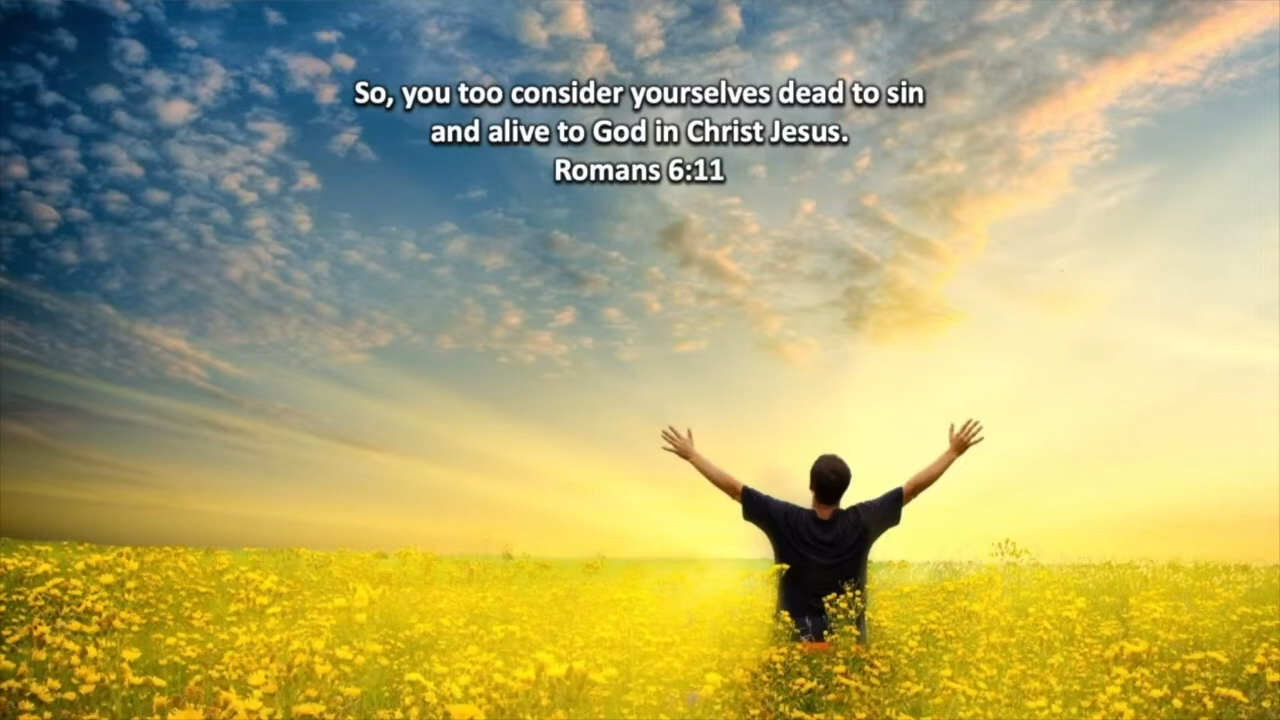 So, you too consider yourselves dead to sin
and alive to God in Christ Jesus.
Romans 6:11